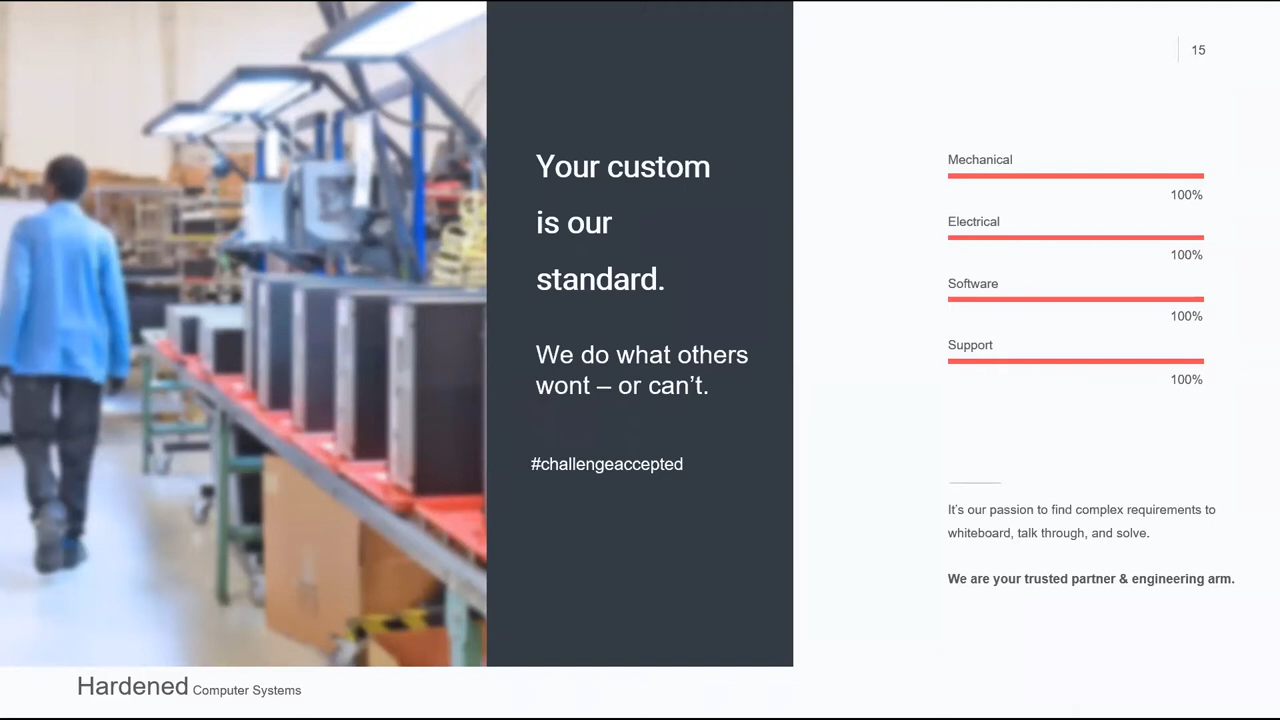 15
Your custom
is our
standard.
We do what others
wont – or can’t.
#challengeaccepted
Mechanical
100%
Electrical
100%
Software
100%
Support
100%
It’s our passion to find complex requirements to
whiteboard, talk through, and solve.
We are your trusted partner & engineering arm.
Hardened Computer Systems